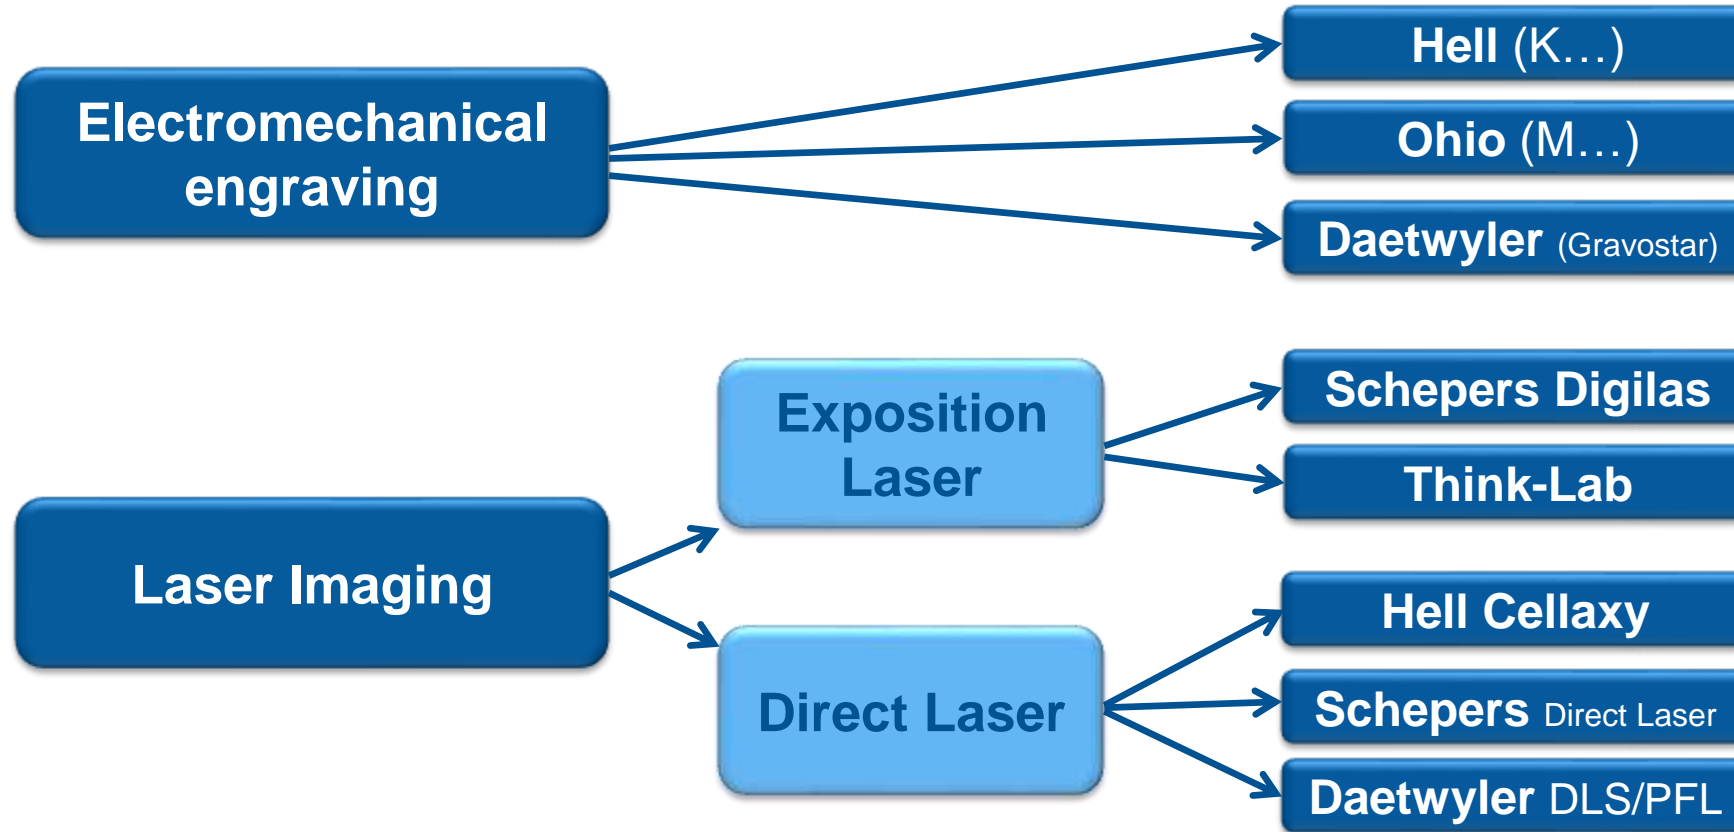 Electromechanical
engraving
Hell (K…)
Ohio (M…)
Daetwyler (Gravostar)
Laser Imaging
Exposition
Laser
Schepers Digilas
Think-Lab
Direct Laser
Hell Cellaxy
Schepers Direct Laser
Daetwyler DLS/PFL